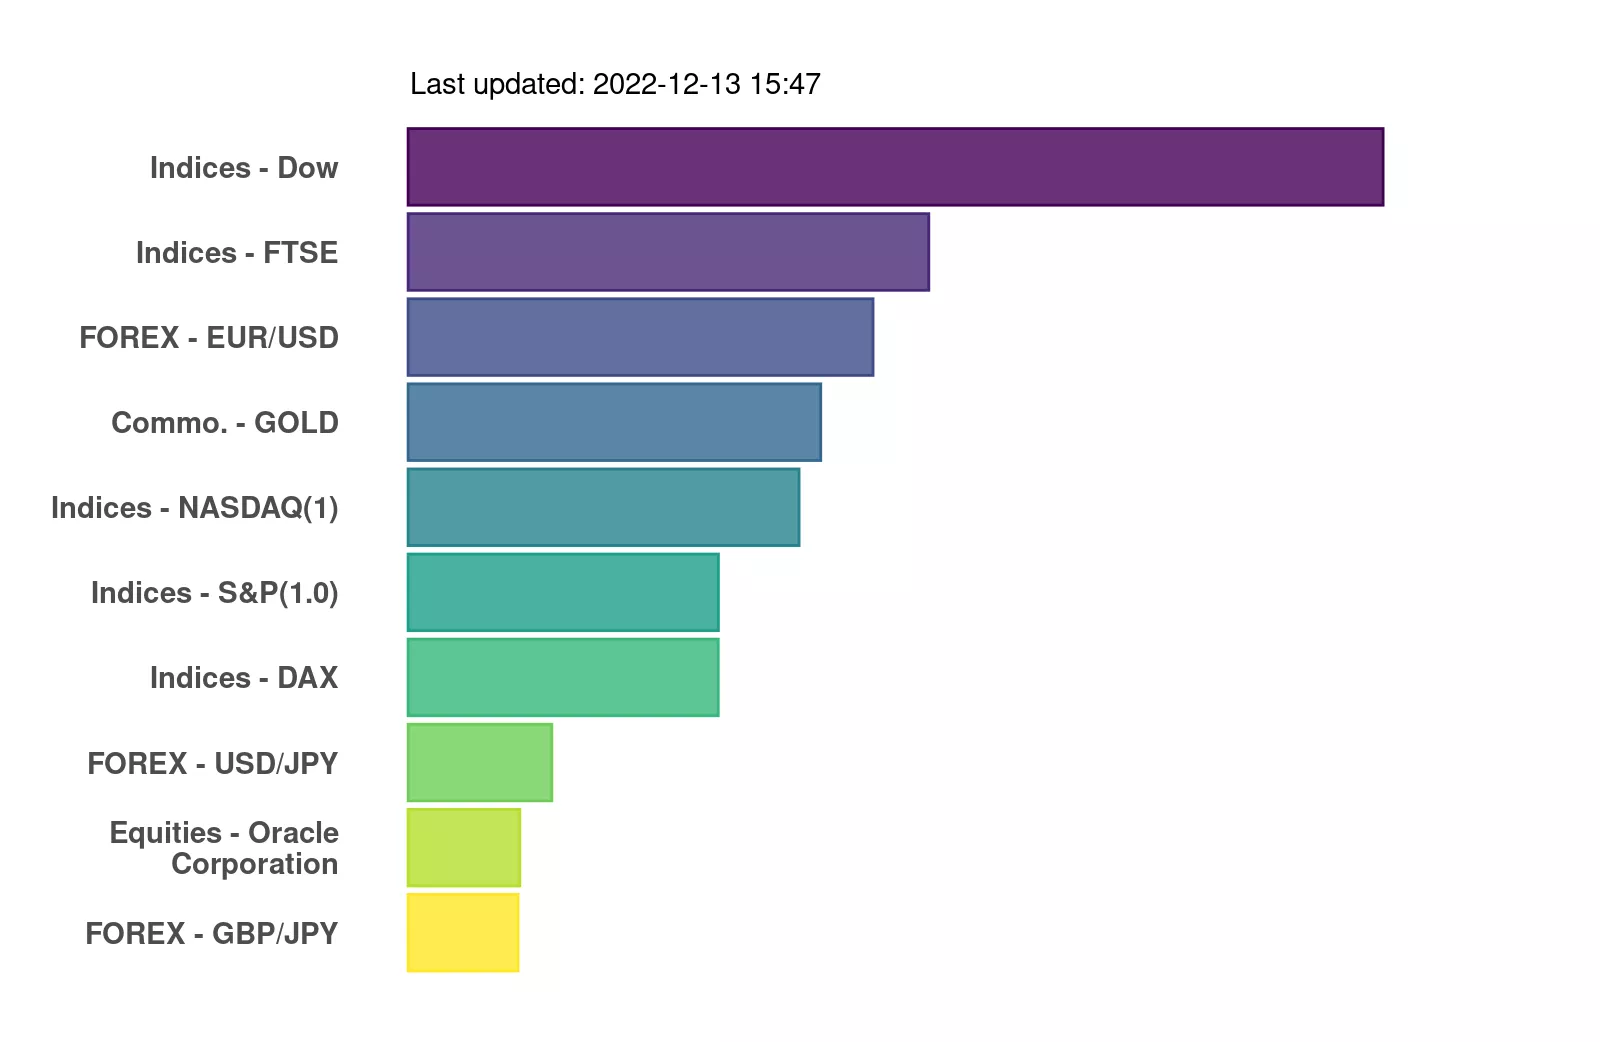 Last updated: 2022-12-13 15:47
Indices - Dow
Indices - FTSE
FOREX - EUR/USD
Commo. - GOLD
Indices - NASDAQ(1)
Indices - S&P(1.0)
Indices - DAX
FOREX - USD/JPY
Equities - Oracle
Corporation
FOREX - GBP/JPY